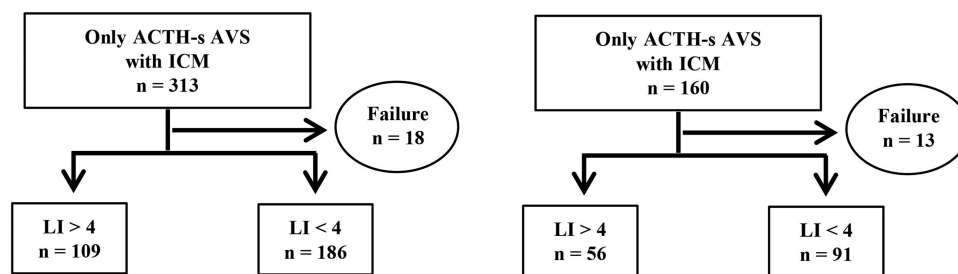 Only ACTH-s AVS
with ICM
n = 313
Failure
n = 18
LI > 4
n = 109
LI < 4
n = 186
Only ACTH-s AVS
with ICM
n = 160
Failure
n = 13
LI > 4
n = 56
LI < 4
n = 91